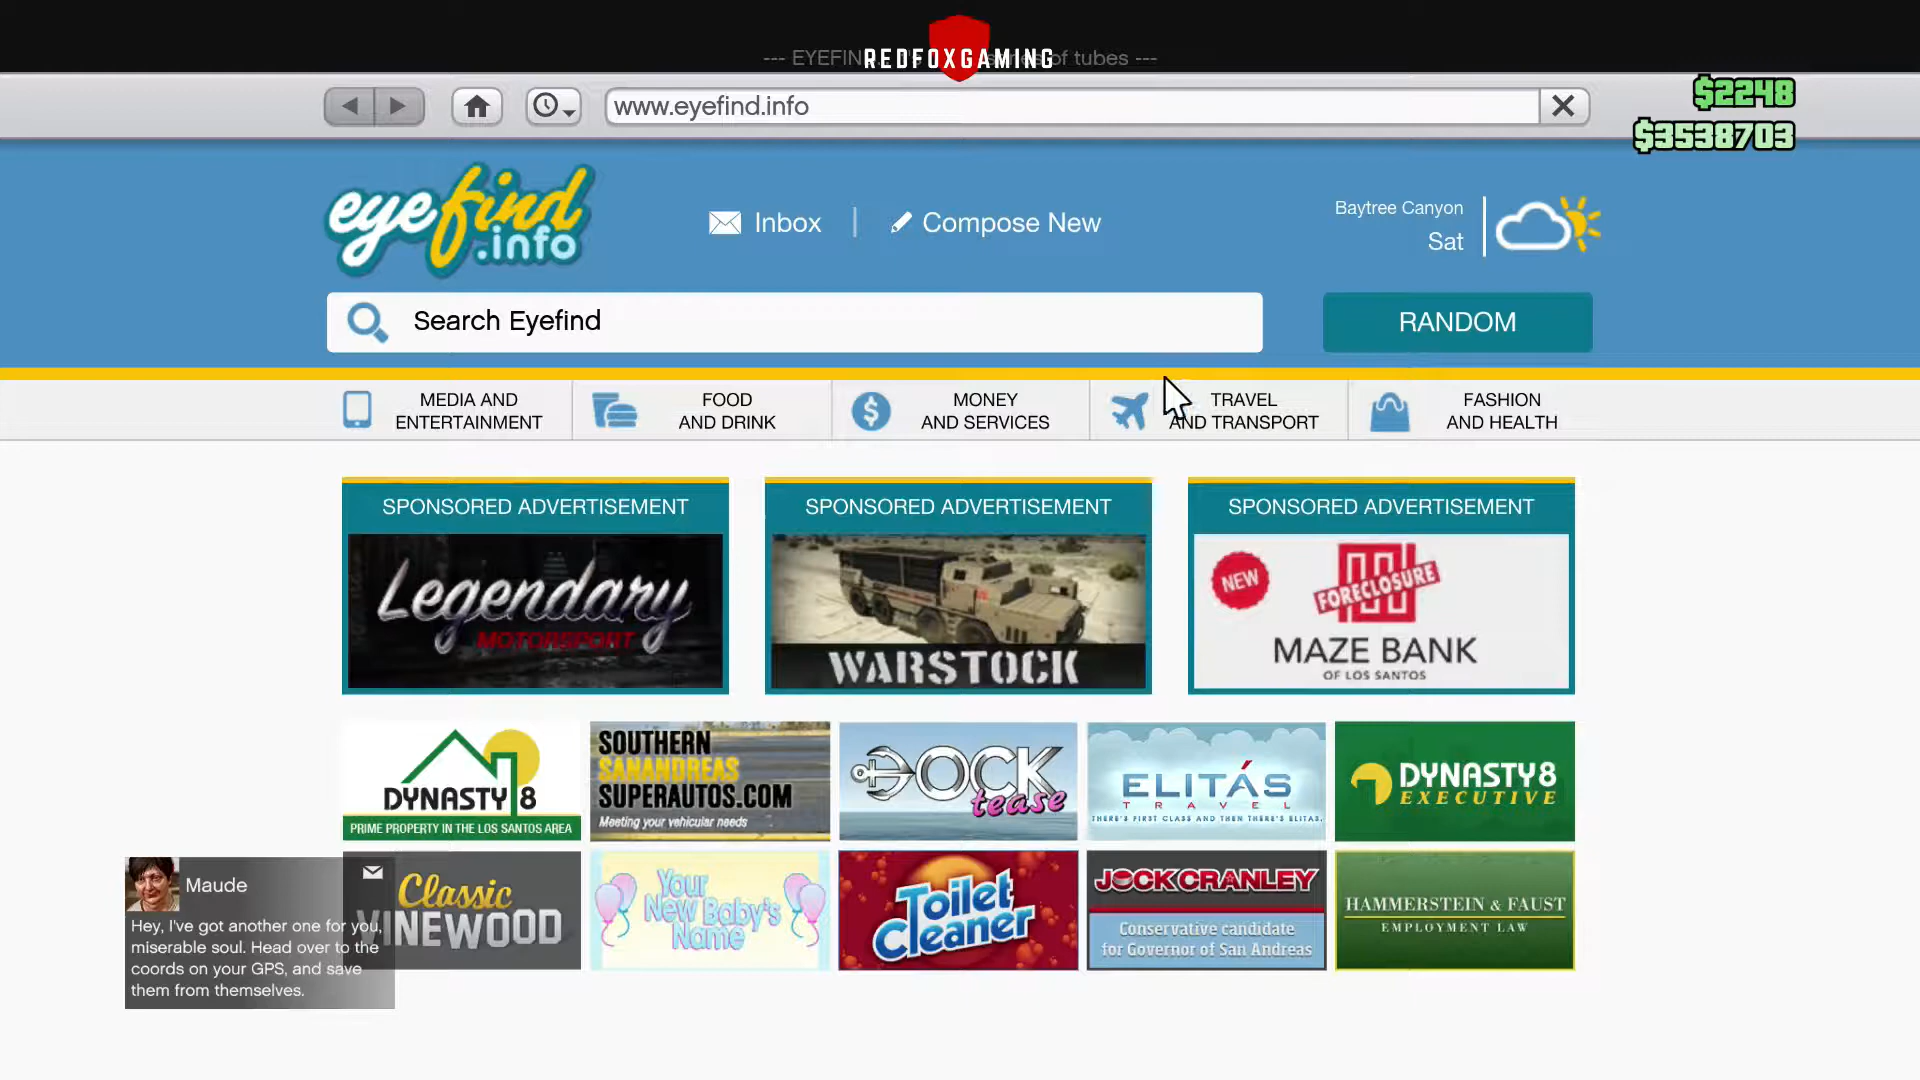 --- EYEFIN of tubes ---
REDFOXGAMING
www.eyefind.info
$2248
$3538703
eyefind
.info
Inbox
Compose New
Baytree Canyon
Sat
Search Eyefind
RANDOM
MEDIA AND
ENTERTAINMENT
FOOD
AND DRINK
MONEY
AND SERVICES
TRAVEL
AND TRANSPORT
FASHION
AND HEALTH
SPONSORED ADVERTISEMENT
Legendary
MOTORSPORT
SPONSORED ADVERTISEMENT
WARSTOCK
SPONSORED ADVERTISEMENT
NEW
FORECLOSURE
MAZE BANK
OF LOS SANTOS
DYNASTY 8
PRIME PROPERTY IN THE LOS SANTOS AREA
SOUTHERN
SANANDREAS
SUPERAUTOS.COM
Meeting your vehicular needs
DOCK
tease
ELITÁS
TRAVEL
THERE'S FIRST CLASS AND THEN THERE'S ELITAS.
DYNASTY8
EXECUTIVE
Classic
VINEWOOD
Your
New Baby's
Name
Toilet
Cleaner
JOCK CRANLEY
Conservative candidate
for Governor of San Andreas
HAMMERSTEIN & FAUST
EMPLOYMENT LAW
Maude
Hey, I've got another one for you,
miserable soul. Head over to the
coords on your GPS, and save
them from themselves.